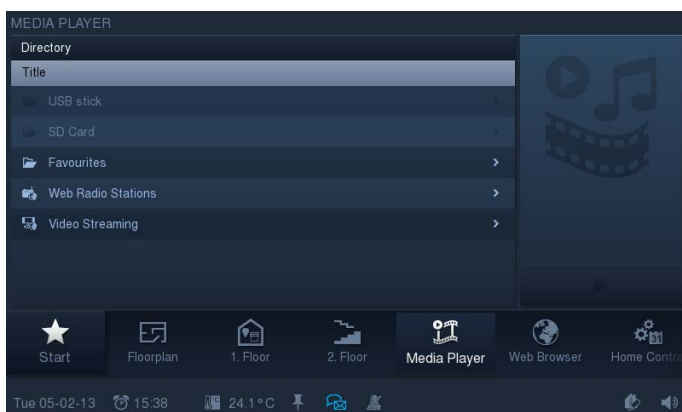 MEDIA PLAYER
Directory
Title
USB stick
SD Card
Favourites
Web Radio Stations
Video Streaming
Start Floorplan 1. Floor 2. Floor Media Player Web Browser Home Contro
31
Tue 05-02-13 15:38 24.1°C